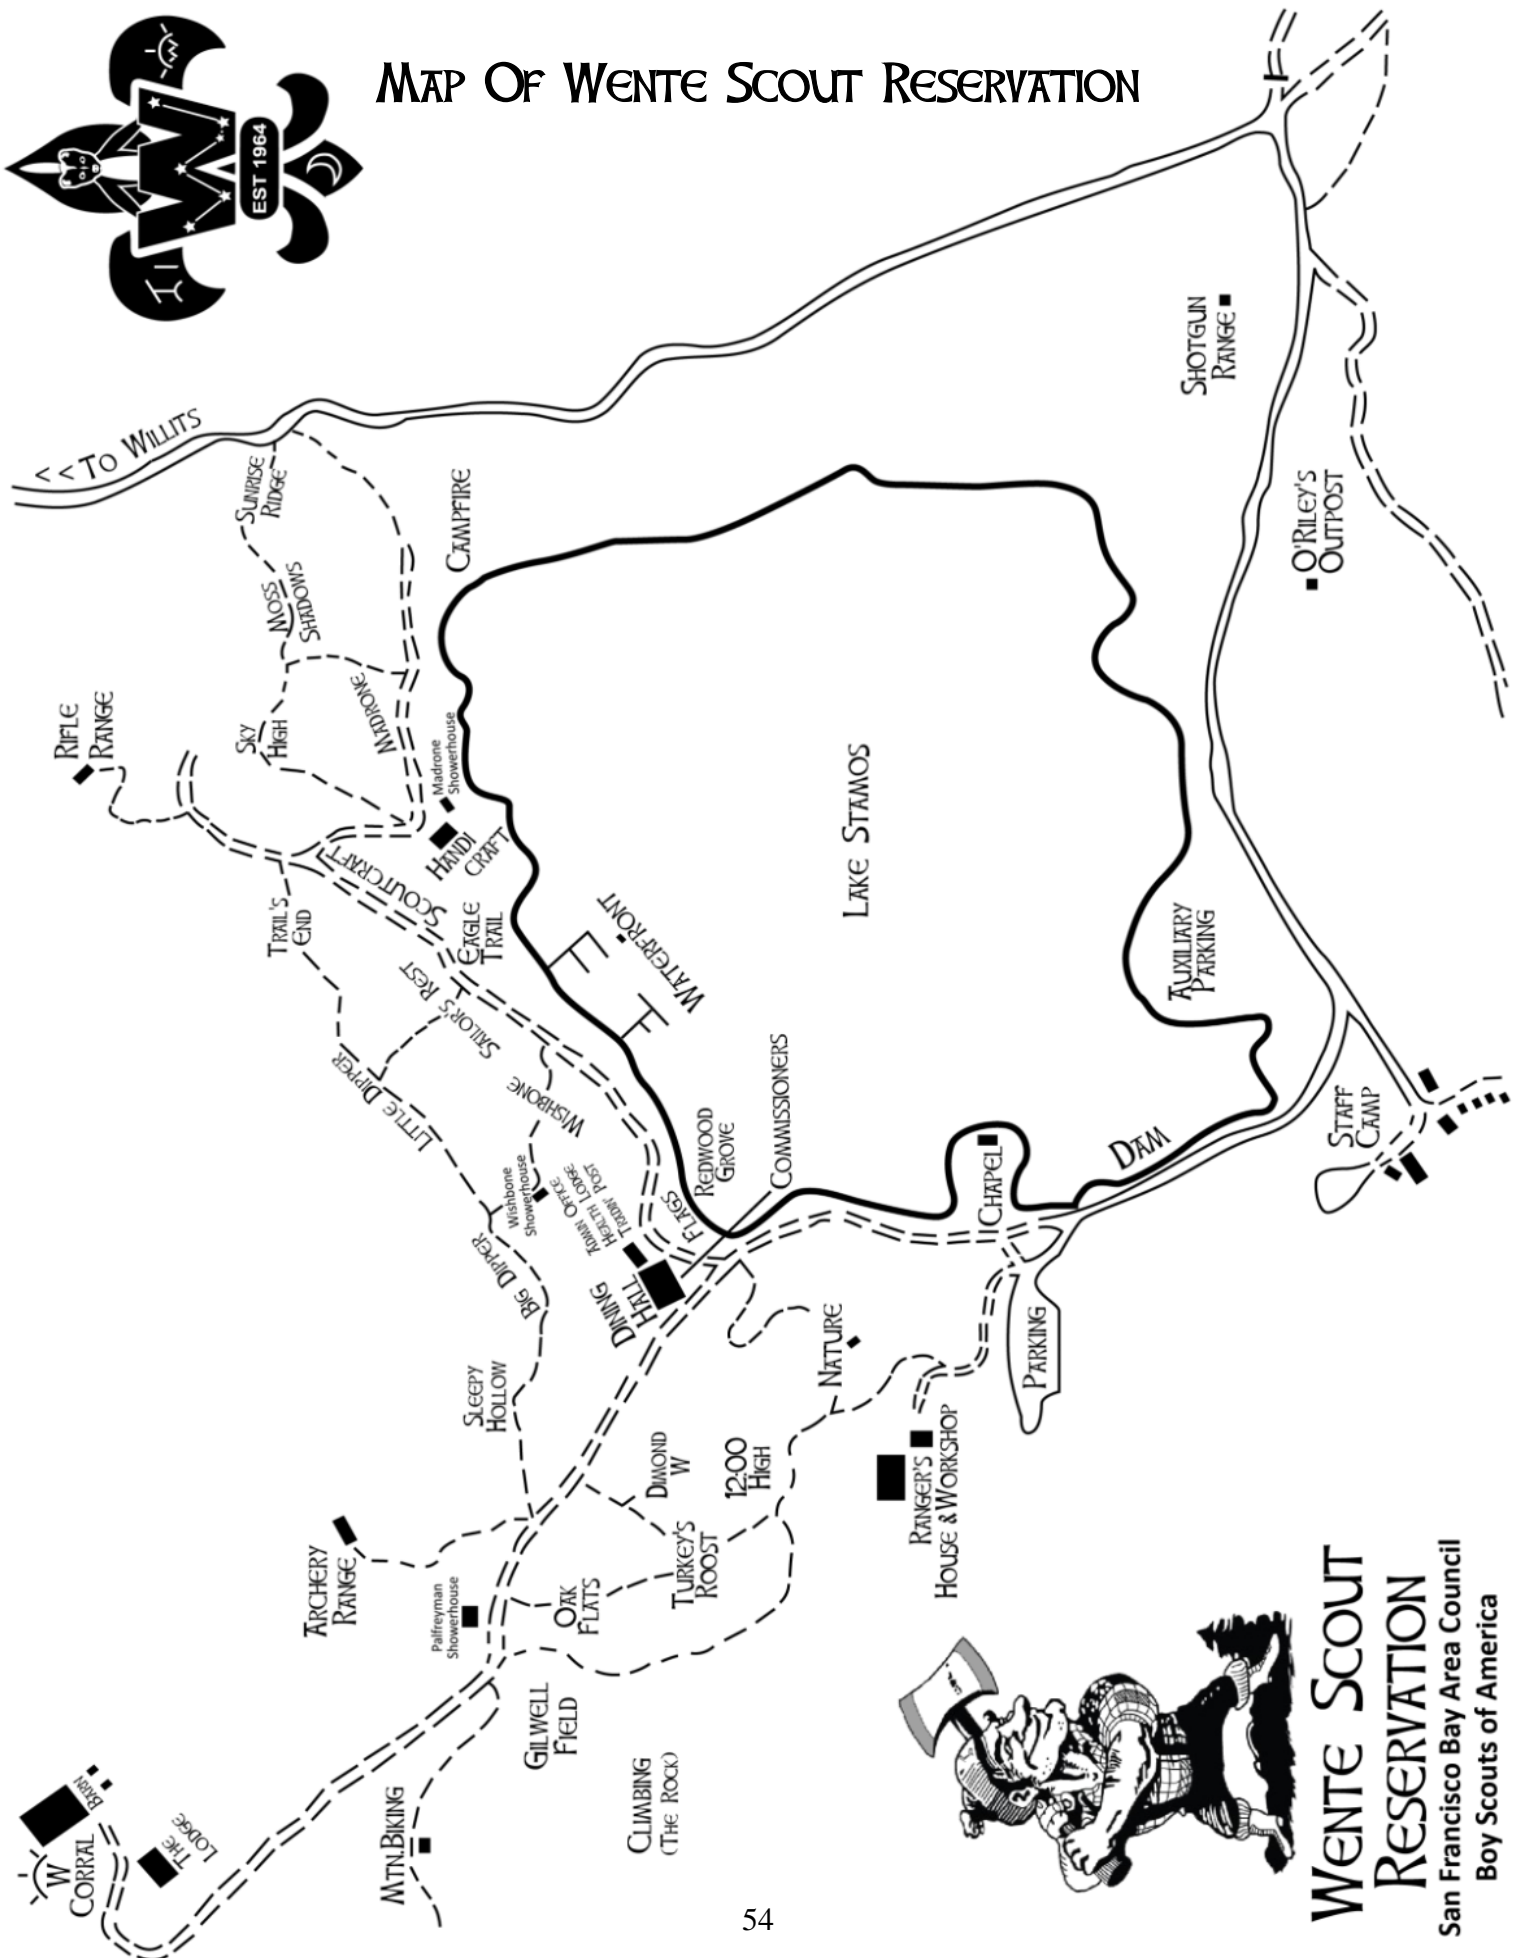 Map Of Wente Scout Reservation
W
EST 1964
<<To Willits
Sunrise
Ridge
Moss
Shadows
Campfire
Rifle
Range
Sky
High
Madrone
Madrone
Showerhouse
Handi
craft
Scoutcraft
Trail's
End
Eagle
Trail
Sailor's Rest
Waterfront
Lake Stamos
Shotgun
Range
O'Riley's
Outpost
Auxiliary
Parking
Little Dipper
Wishbone
Wishbone
Showerhouse
Admin Office
Health Lodge
Tradin' Post
Flags
Redwood
Grove
Commissioners
Chapel
Dam
Staff
Camp
Big Dipper
Dining
Hall
Sleepy
Hollow
Nature
Parking
Dimond
W
12:00
High
Ranger's
House & Workshop
Archery
Range
Palfreyman
Showerhouse
Oak
Flats
Turkey's
Roost
Gilwell
Field
Climbing
(The Rock)
Mtn.Biking
Barn
W
Corral
The
Lodge
Wente Scout
Reservation
San Francisco Bay Area Council
Boy Scouts of America
54